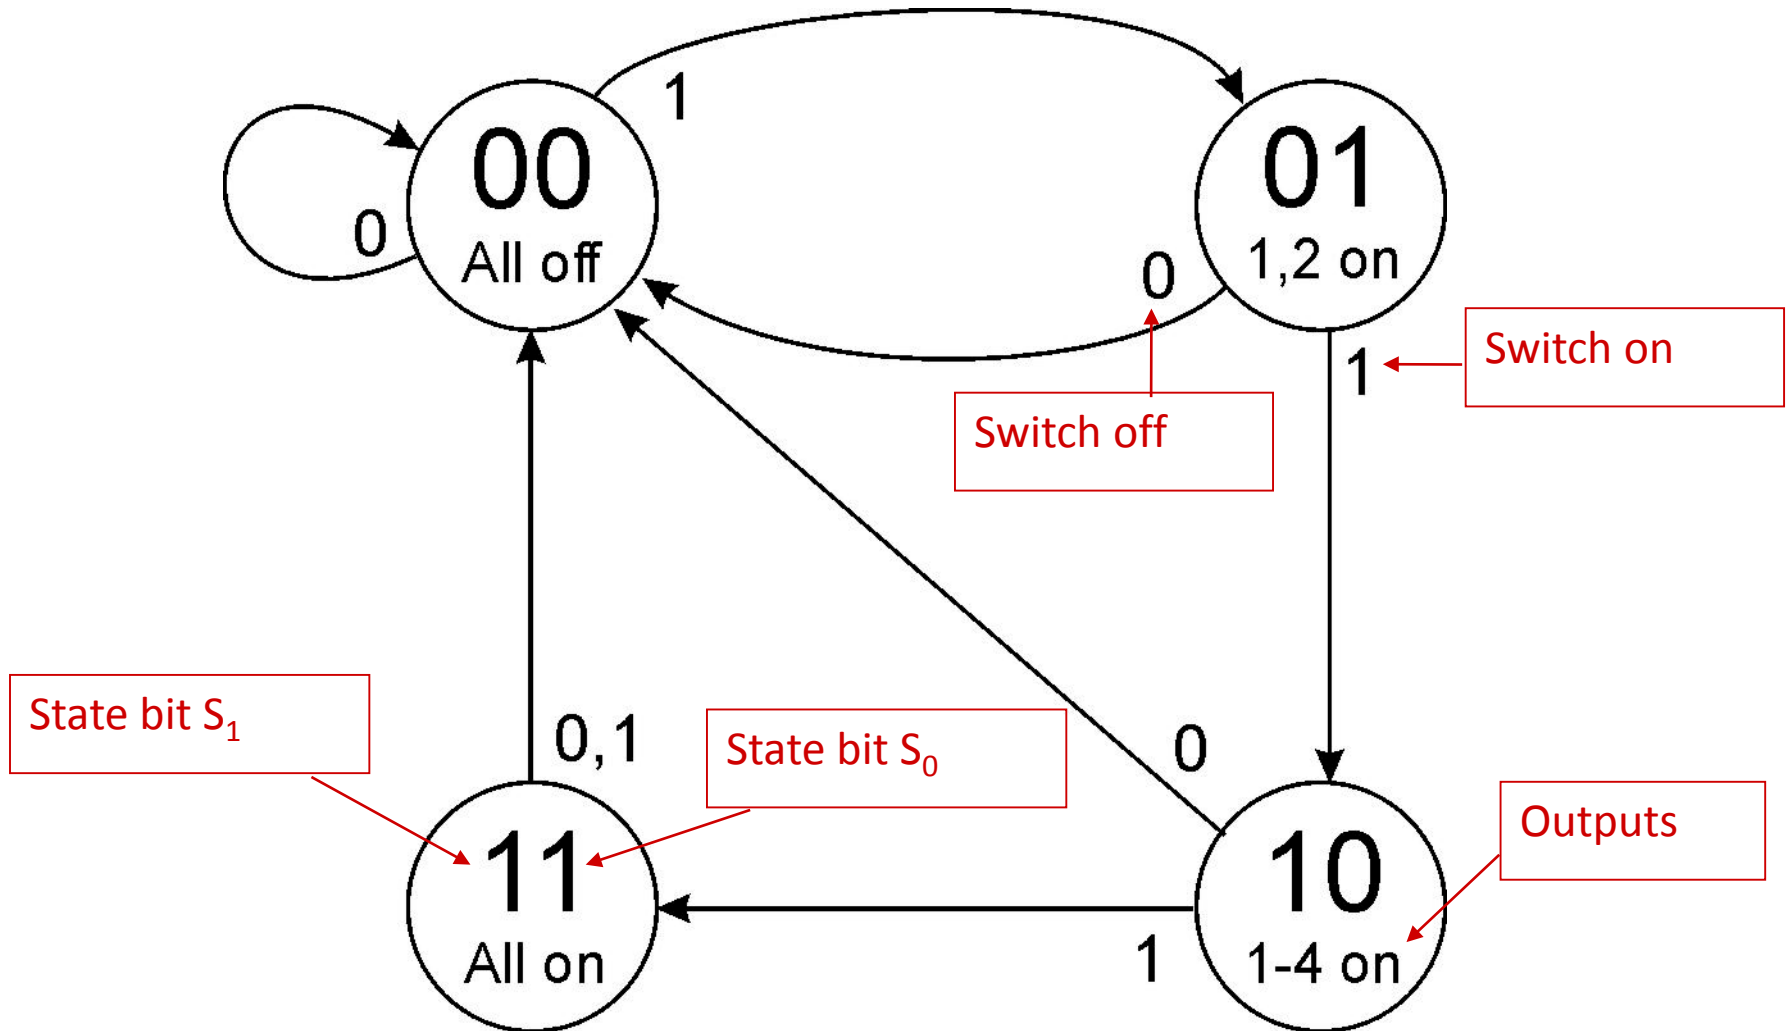 1
00
0
All off
01
1,2 on
0
1
Switch on
Switch off
State bit S₁
0,1
State bit S₀
0
Outputs
11
All on
10
1-4 on
1